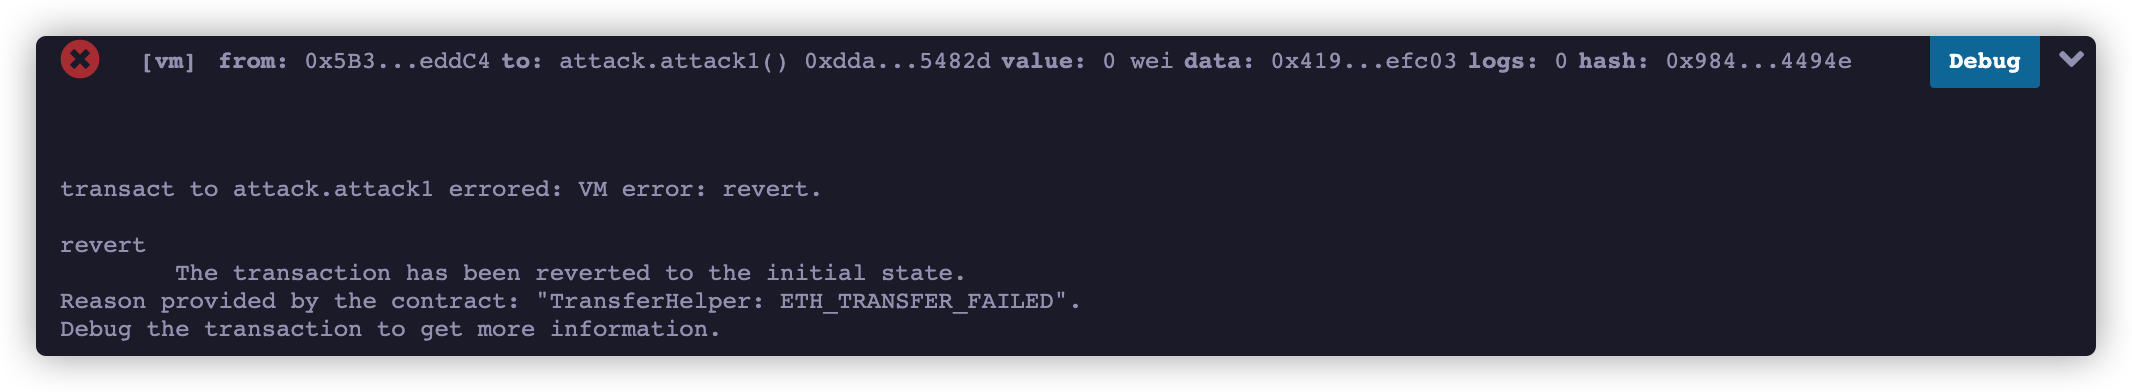 [vm] from: 0x5B3...eddC4 to: attack.attack1() 0xdda...5482d value: 0 wei data: 0x419...efc03 logs: 0 hash: 0x984...4494e Debug
transact to attack.attack1 errored: VM error: revert.
revert
The transaction has been reverted to the initial state.
Reason provided by the contract: "TransferHelper: ETH_TRANSFER_FAILED".
Debug the transaction to get more information.